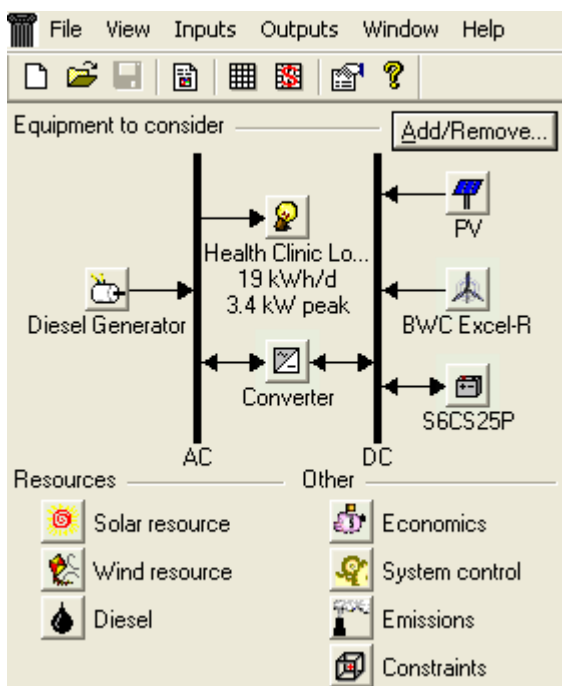 File View Inputs Outputs Window Help
Equipment to consider
Add/Remove...
PV
Health Clinic Lo...
19 kWh/d
3.4 kW peak
Diesel Generator
BWC Excel-R
Converter
S6CS25P
AC
DC
Resources
Other
Solar resource
Economics
Wind resource
System control
Diesel
Emissions
Constraints